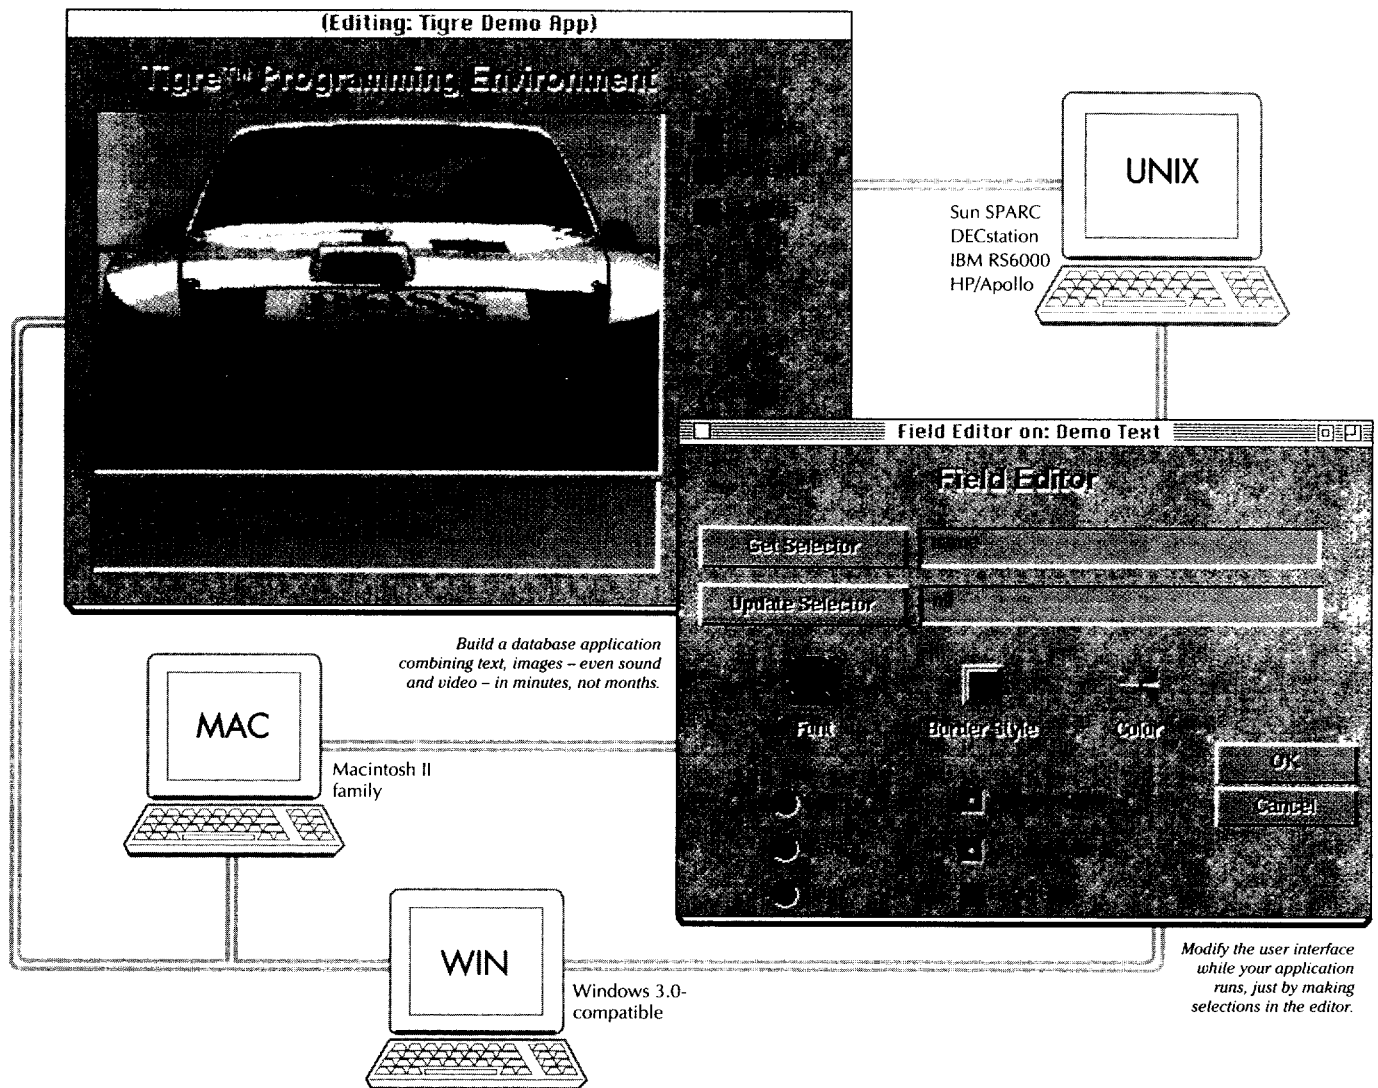 (Editing: Tigre Demo App)
Tigre™ Programming Environment
UNIX
Sun SPARC
DECstation
IBM RS6000
HP/Apollo
Field Editor on: Demo Text
Field Editor
Get Selector
name
Update Selector
nil
Font
Border Style
Color
OK
Cancel
Build a database application
combining text, images – even sound
and video – in minutes, not months.
MAC
Macintosh II
family
WIN
Windows 3.0-
compatible
Modify the user interface
while your application
runs, just by making
selections in the editor.